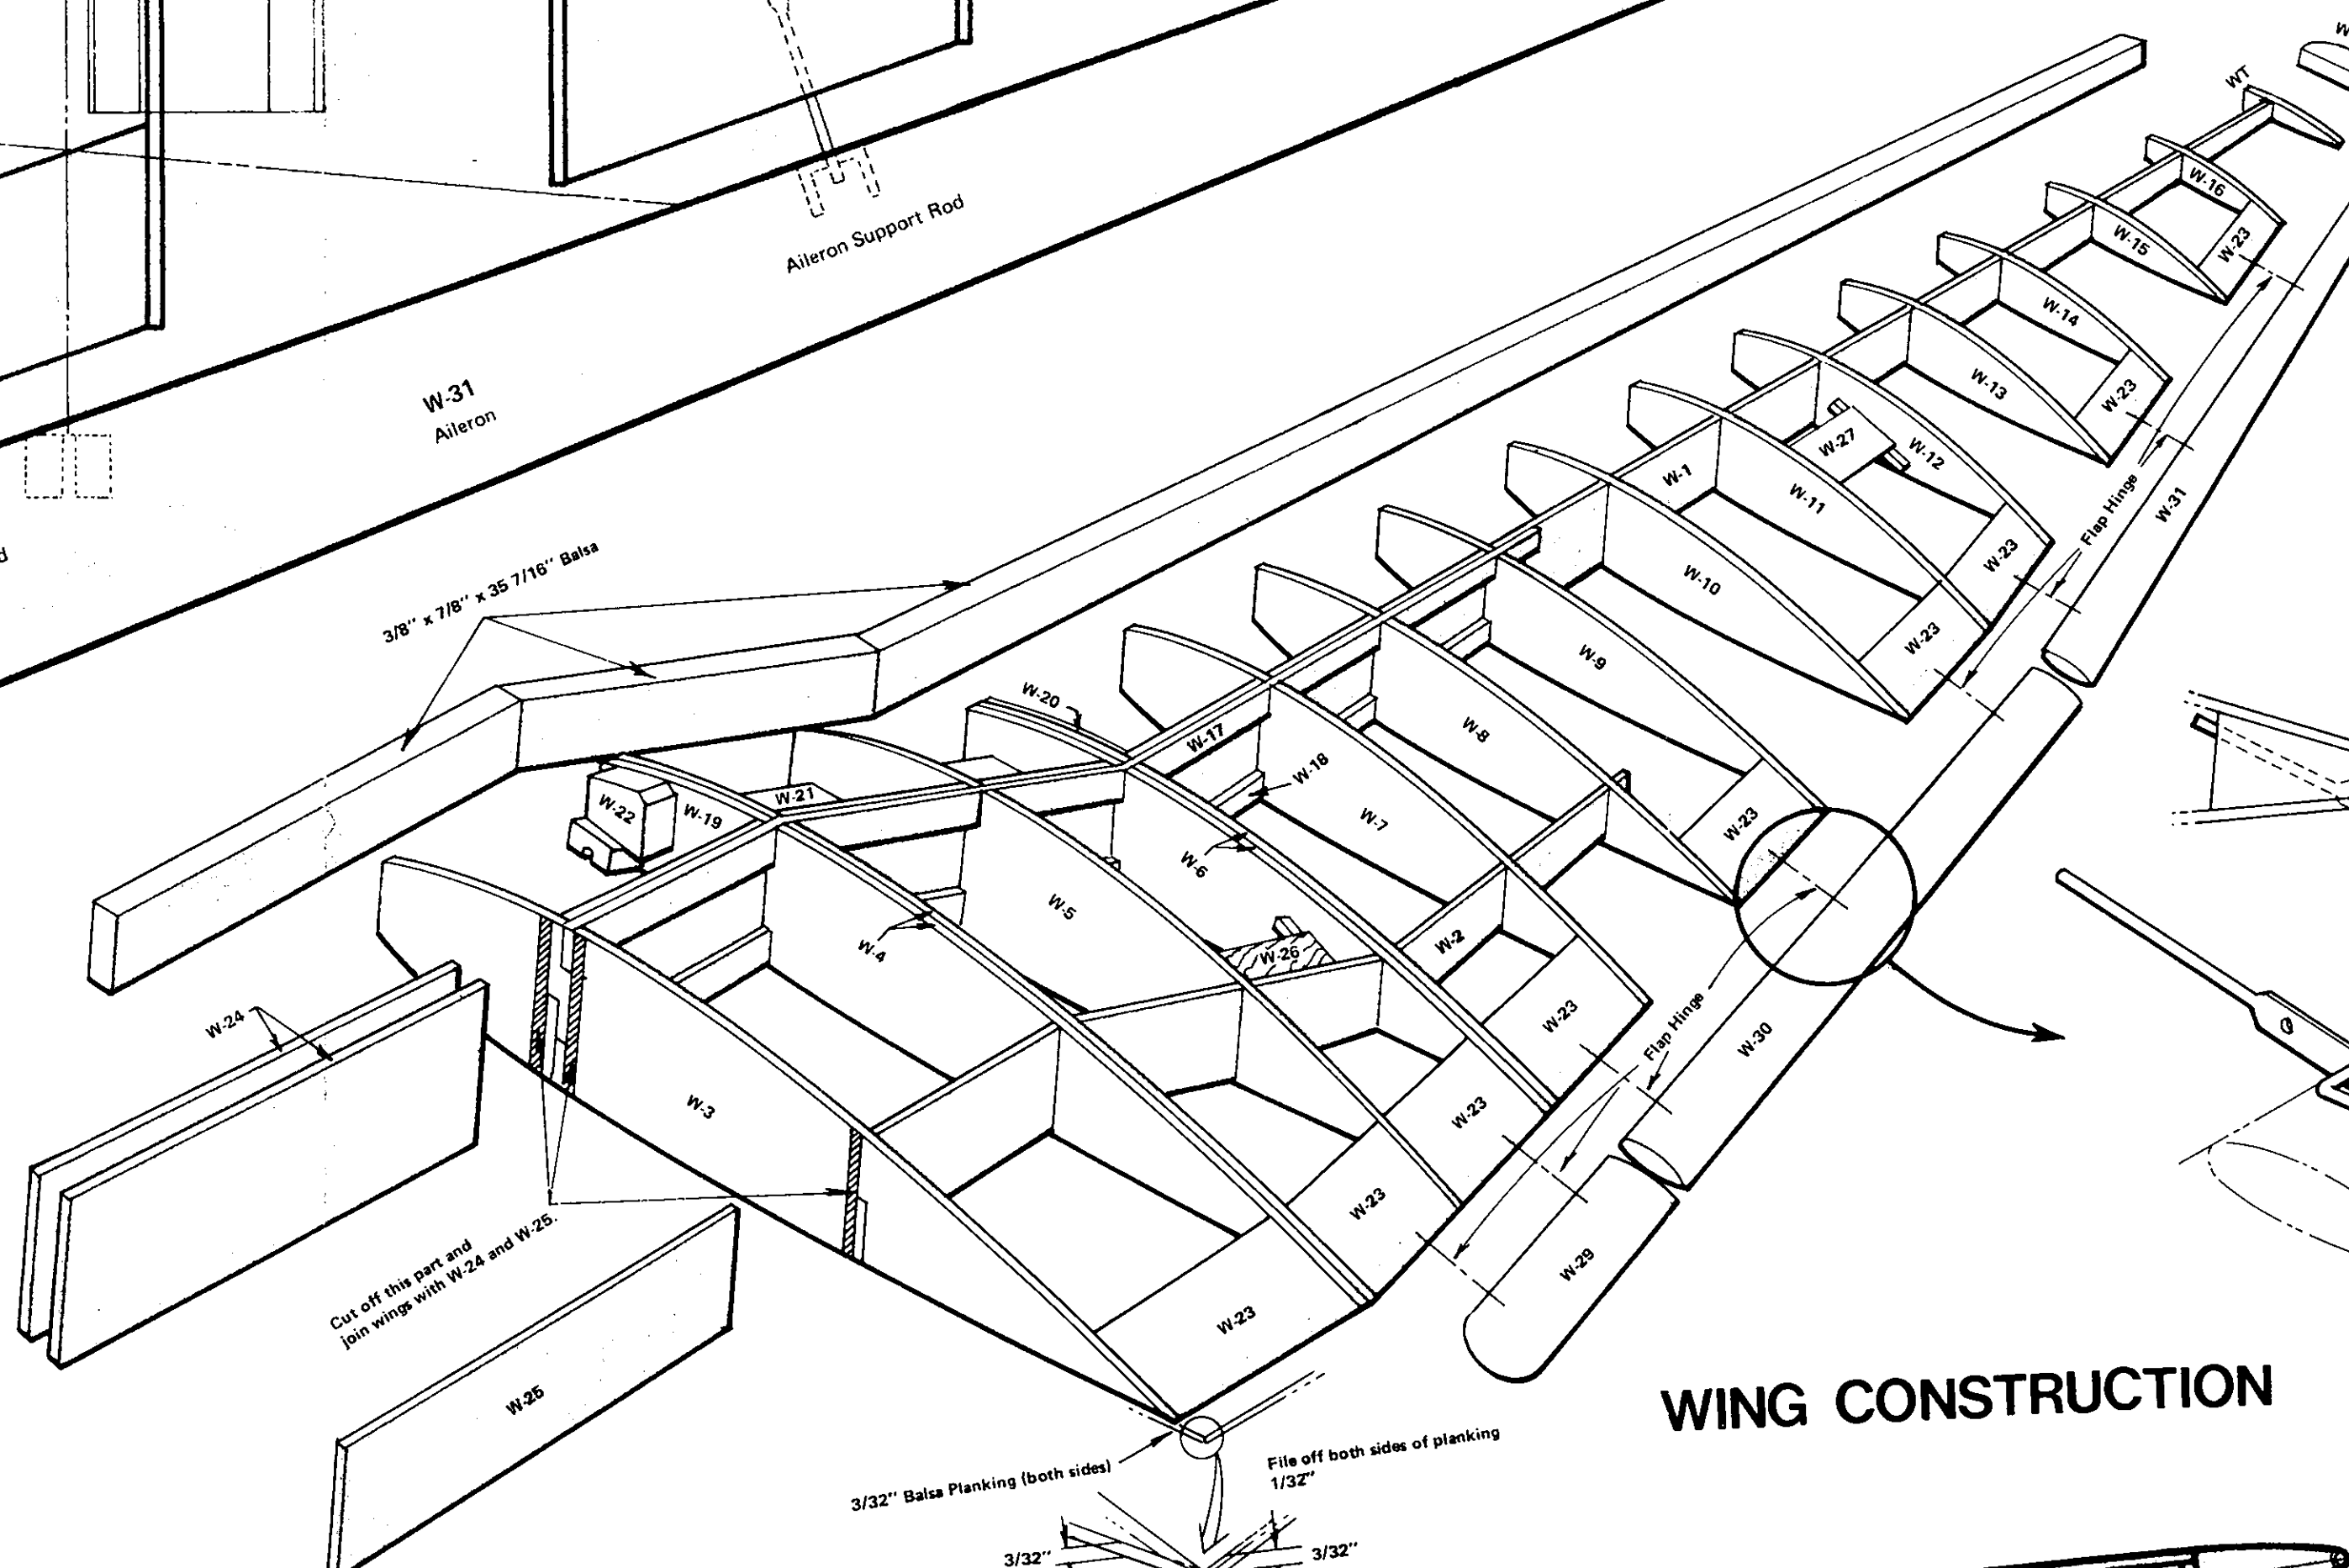 W
WT
W-16
W-15
W-23
W-14
W-13
W-23
W-12
W-27
W-11
W-1
W-23
W-10
W-23
Flap Hinge
W-31
Aileron Support Rod
W-31
Aileron
d
3/8" x 7/8" x 35 7/16" Balsa
W-20
W-17
W-18
W-9
W-8
W-7
W-23
W-21
W-22
W-19
W-6
W-5
W-4
W-26
W-2
W-23
Flap Hinge
W-30
W-24
W-3
W-23
W-23
W-29
W-23
Cut off this part and
join wings with W-24 and W-25.
W-25
WING CONSTRUCTION
3/32" Balsa Planking (both sides)
File off both sides of planking
1/32"
3/32"
3/32"